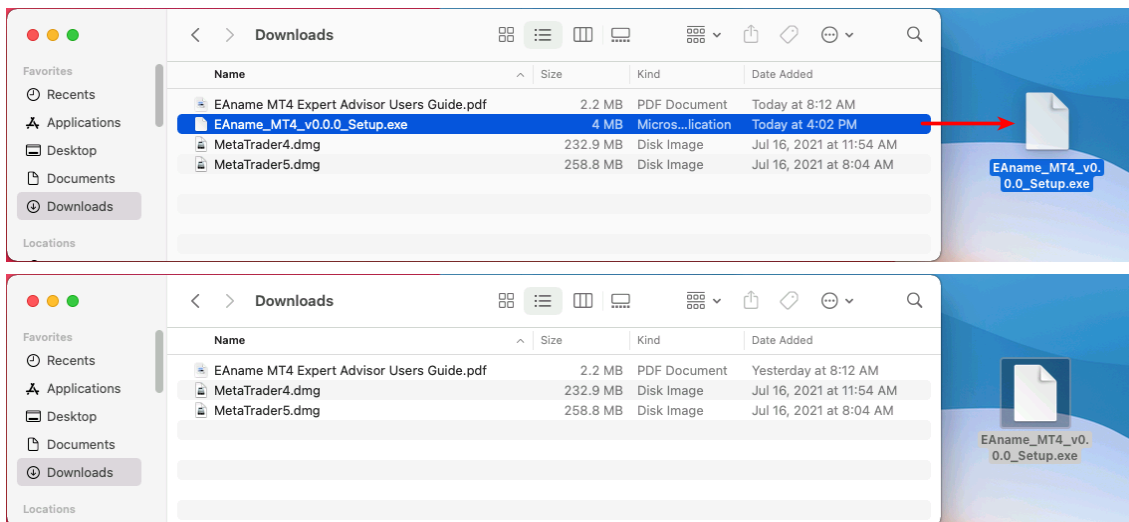 Downloads
Favorites
Recents
Applications
Desktop
Documents
Downloads
Locations
Name Size Kind Date Added
EAname MT4 Expert Advisor Users Guide.pdf 2.2 MB PDF Document Today at 8:12 AM
EAname_MT4_v0.0.0_Setup.exe 4 MB Micros...lication Today at 4:02 PM
MetaTrader4.dmg 232.9 MB Disk Image Jul 16, 2021 at 11:54 AM
MetaTrader5.dmg 258.8 MB Disk Image Jul 16, 2021 at 8:04 AM
EAname_MT4_v0.
0.0_Setup.exe
Downloads
Favorites
Recents
Applications
Desktop
Documents
Downloads
Locations
Name Size Kind Date Added
EAname MT4 Expert Advisor Users Guide.pdf 2.2 MB PDF Document Yesterday at 8:12 AM
MetaTrader4.dmg 232.9 MB Disk Image Jul 16, 2021 at 11:54 AM
MetaTrader5.dmg 258.8 MB Disk Image Jul 16, 2021 at 8:04 AM
EAname_MT4_v0.
0.0_Setup.exe